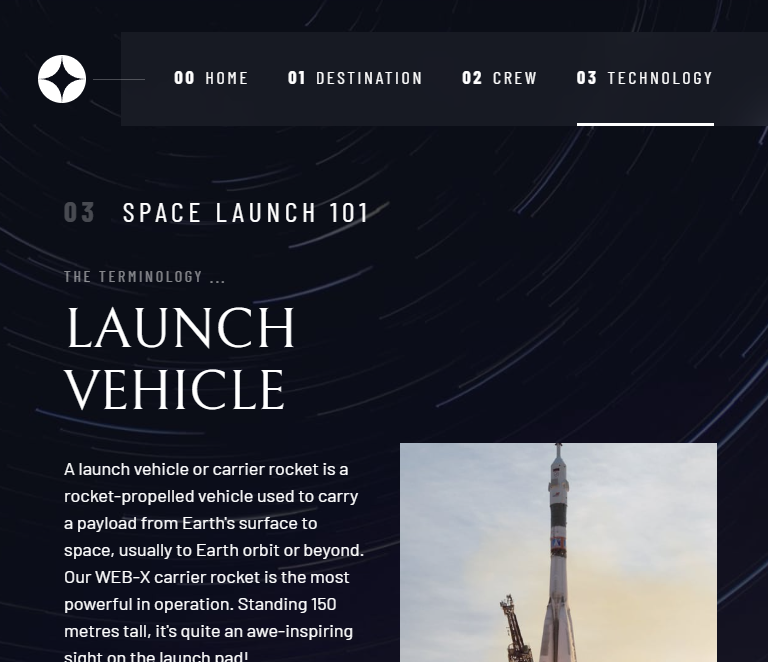 00 HOME 01 DESTINATION 02 CREW 03 TECHNOLOGY
03 SPACE LAUNCH 101
THE TERMINOLOGY ...
LAUNCH
VEHICLE
A launch vehicle or carrier rocket is a
rocket-propelled vehicle used to carry
a payload from Earth's surface to
space, usually to Earth orbit or beyond.
Our WEB-X carrier rocket is the most
powerful in operation. Standing 150
metres tall, it's quite an awe-inspiring
sight on the launch pad!